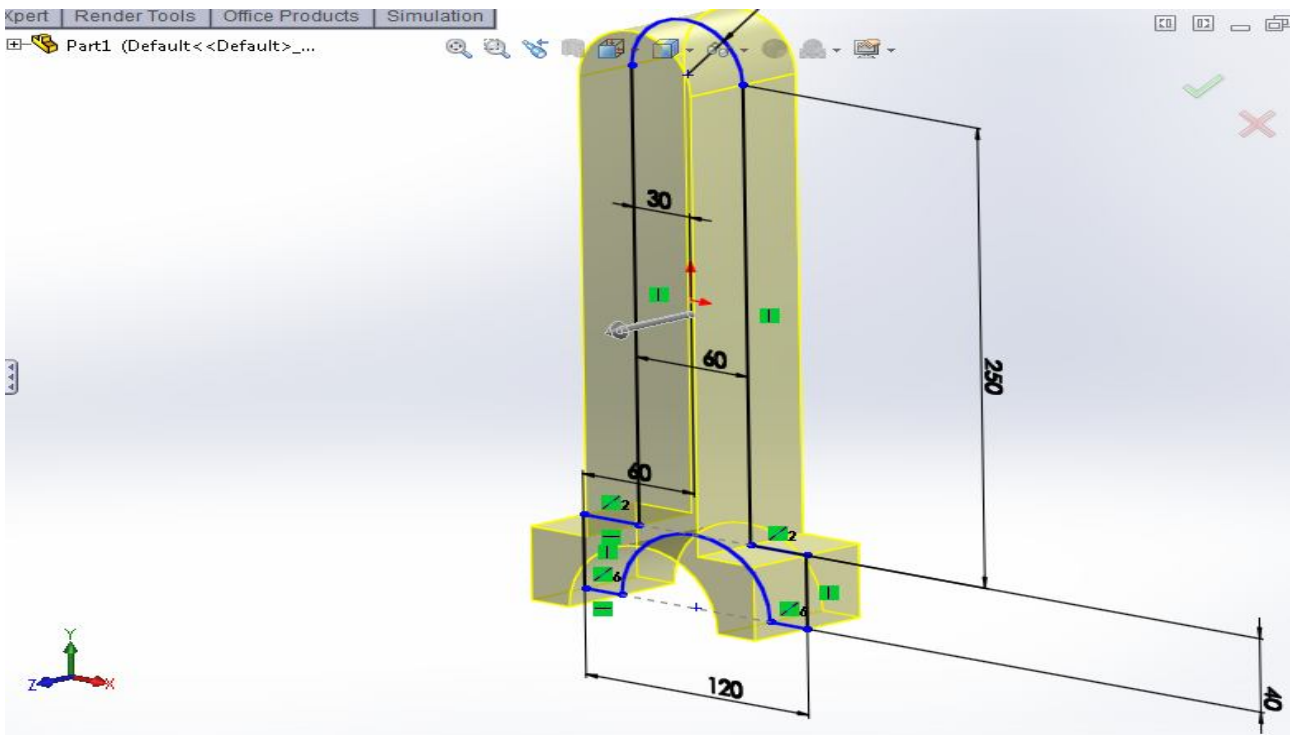 xpert | Render Tools | Office Products | Simulation
Part1 (Default<<Default>_...
30
60
250
60
2
2
6
6
120
40
Y
Z X